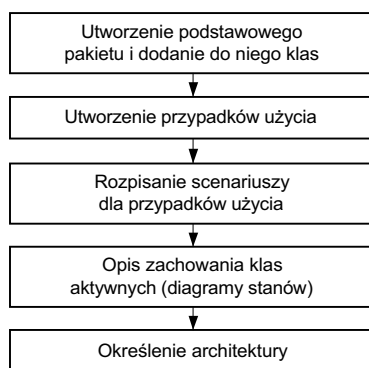 Utworzenie podstawowego
pakietu i dodanie do niego klas
Utworzenie przypadków użycia
Rozpisanie scenariuszy
dla przypadków użycia
Opis zachowania klas
aktywnych (diagramy stanów)
Określenie architektury